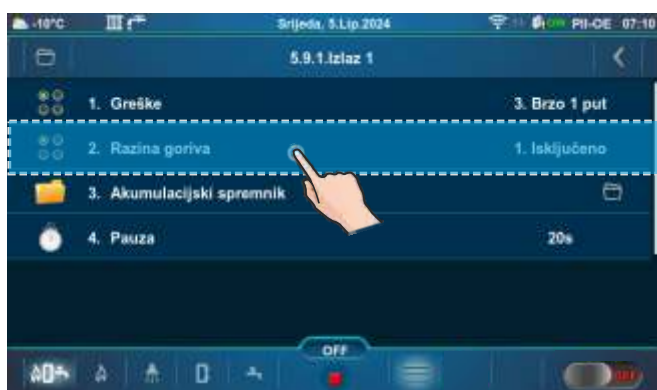 -10°C Srijeda, 5.Lip.2024 PII-OE 07:10
5.9.1.Izlaz 1
1. Greške 3. Brzo 1 put
2. Razina goriva 1. Isključeno
3. Akumulacijski spremnik
4. Pauza 20s
OFF
OFF